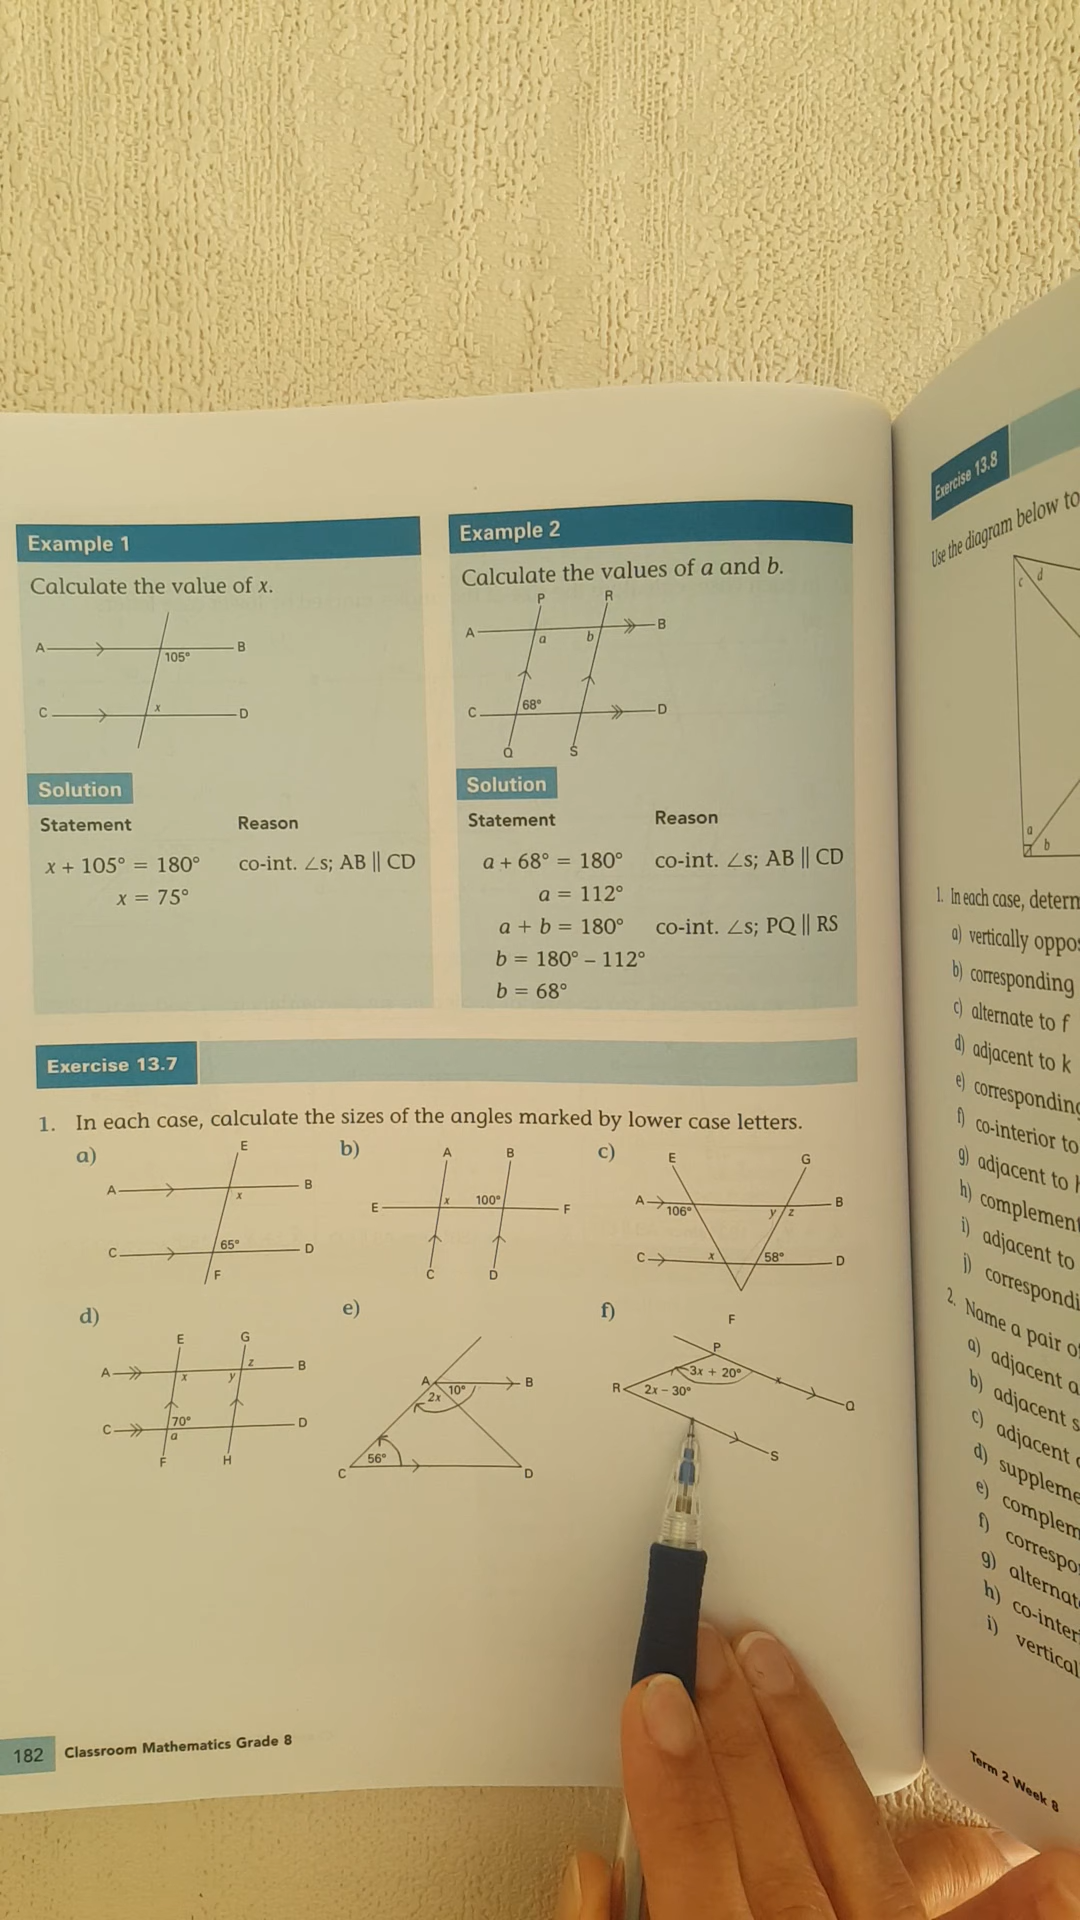 Example 1
Calculate the value of x.
A
B
105°
C
x
D
Solution
Statement Reason
x + 105° = 180° co-int. ∠s; AB || CD
x = 75°
Example 2
Calculate the values of a and b.
P R
A
a b
B
C
68°
D
Q S
Solution
Statement Reason
a + 68° = 180° co-int. ∠s; AB || CD
a = 112°
a + b = 180° co-int. ∠s; PQ || RS
b = 180° – 112°
b = 68°
Exercise 13.7
1. In each case, calculate the sizes of the angles marked by lower case letters.
a)
E
A
B
x
65°
C
D
F
b)
A B
x 100°
E
F
C D
c)
E G
A
B
106° y z
C
x 58°
D
F
d)
E G
A
B
x y z
C
70°
D
a
F H
e)
A
B
10°
2x
56°
C
D
f)
P
3x + 20°
R
2x – 30°
x
Q
S
182 Classroom Mathematics Grade 8
Exercise 13.8
Use the diagram below to
c d
a
b
1. In each case, determ
a) vertically oppos
b) corresponding
c) alternate to f
d) adjacent to k
e) corresponding
f) co-interior to
g) adjacent to
h) complement
i) adjacent to
j) correspondi
2. Name a pair o
a) adjacent a
b) adjacent s
c) adjacent
d) suppleme
e) complem
f) correspo
g) alternat
h) co-inter
i) vertical
Term 2 Week 8